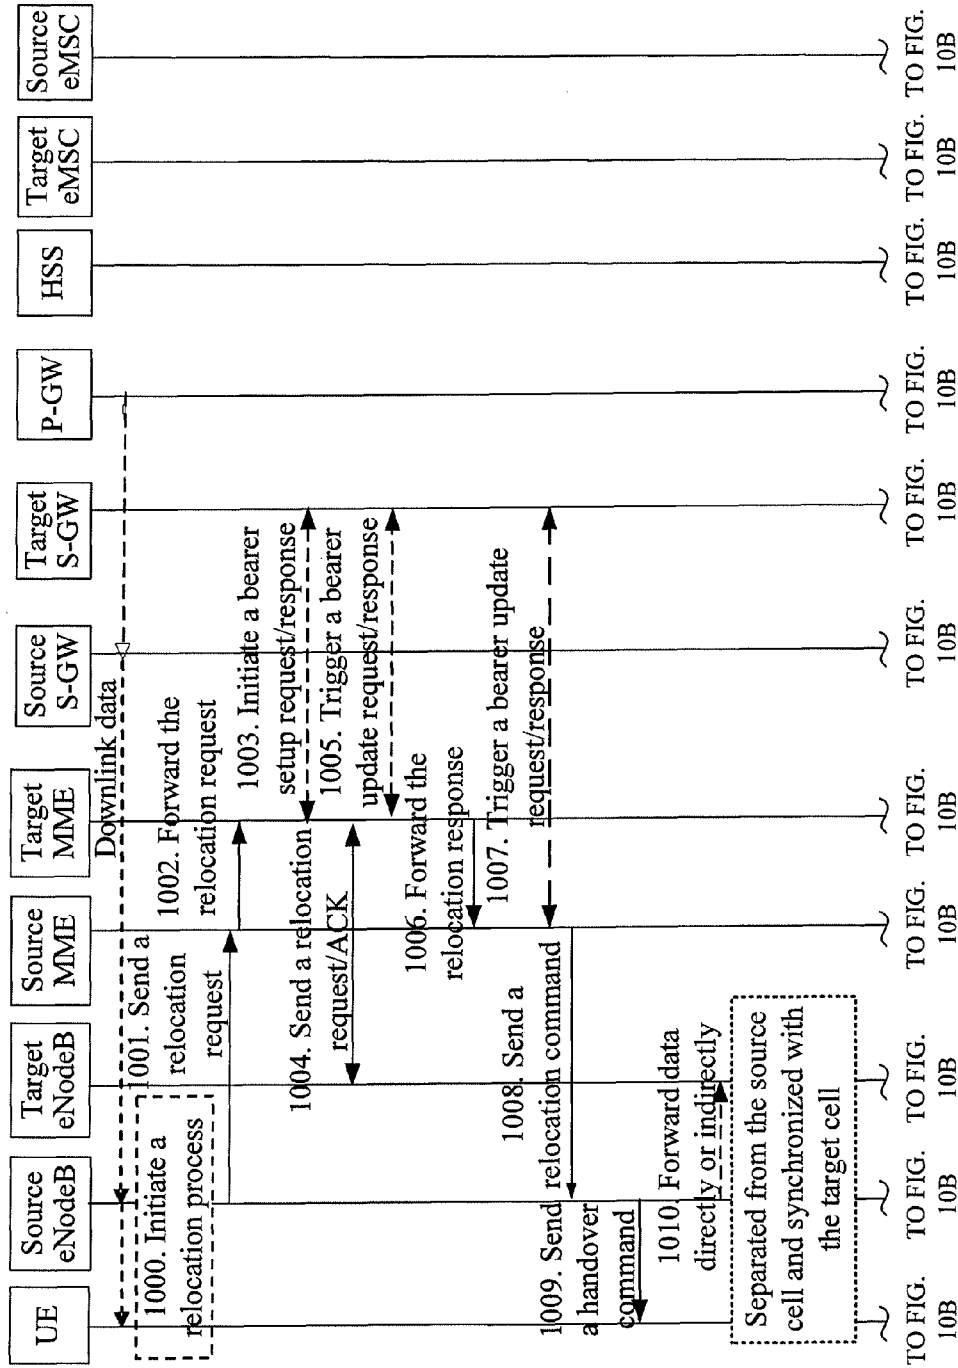 UE
Source
eNodeB
Target
eNodeB
Source
MME
Target
MME
Source
S-GW
Target
S-GW
P-GW
HSS
Target
eMSC
Source
eMSC
Downlink data
1000. Initiate a
relocation process
1001. Send a
relocation
request
1002. Forward the
relocation request
1003. Initiate a bearer
setup request/response
1004. Send a relocation
request/ACK
1005. Trigger a bearer
update request/response
1006. Forward the
relocation response
1007. Trigger a bearer update
request/response
1008. Send a
relocation command
1009. Send
a handover
command
1010. Forward data
directly or indirectly
Separated from the source
cell and synchronized with
the target cell
TO FIG.
10B
TO FIG.
10B
TO FIG.
10B
TO FIG.
10B
TO FIG.
10B
TO FIG.
10B
TO FIG.
10B
TO FIG.
10B
TO FIG.
10B
TO FIG.
10B
TO FIG.
10B